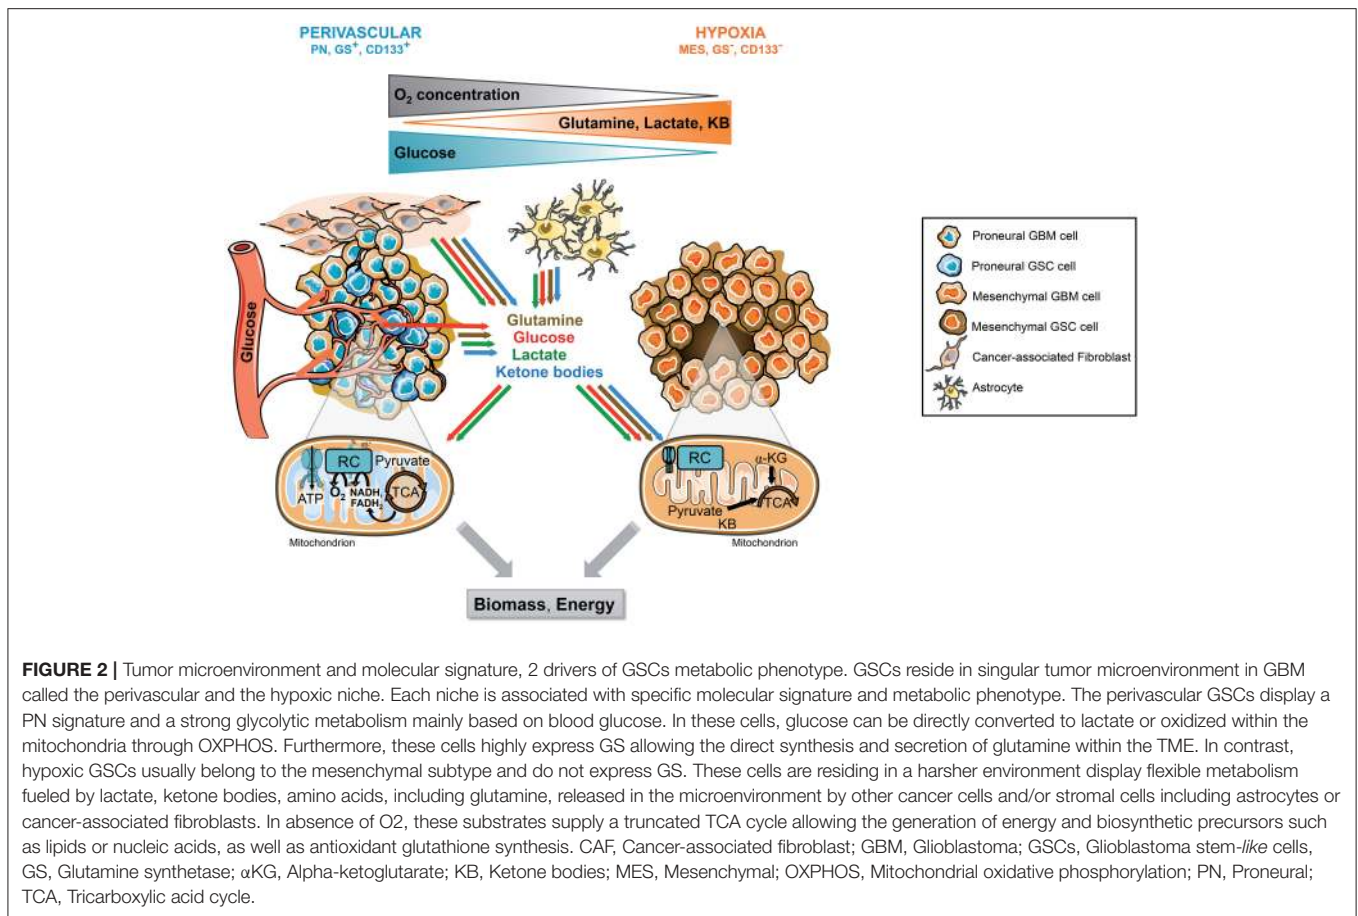 PERIVASCULAR
PN, GS⁺, CD133⁺
HYPOXIA
MES, GS⁻, CD133⁻
O₂ concentration
Glutamine, Lactate, KB
Glucose
Glucose
Glutamine
Glucose
Lactate
Ketone bodies
Proneural GBM cell
Proneural GSC cell
Mesenchymal GBM cell
Mesenchymal GSC cell
Cancer-associated Fibroblast
Astrocyte
e⁻
RC
Pyruvate
ATP
O₂
NADH,
FADH₂
TCA
Mitochondrion
RC
α-KG
TCA
Pyruvate
KB
Mitochondrion
Biomass, Energy
FIGURE 2 | Tumor microenvironment and molecular signature, 2 drivers of GSCs metabolic phenotype. GSCs reside in singular tumor microenvironment in GBM
called the perivascular and the hypoxic niche. Each niche is associated with specific molecular signature and metabolic phenotype. The perivascular GSCs display a
PN signature and a strong glycolytic metabolism mainly based on blood glucose. In these cells, glucose can be directly converted to lactate or oxidized within the
mitochondria through OXPHOS. Furthermore, these cells highly express GS allowing the direct synthesis and secretion of glutamine within the TME. In contrast,
hypoxic GSCs usually belong to the mesenchymal subtype and do not express GS. These cells are residing in a harsher environment display flexible metabolism
fueled by lactate, ketone bodies, amino acids, including glutamine, released in the microenvironment by other cancer cells and/or stromal cells including astrocytes or
cancer-associated fibroblasts. In absence of O2, these substrates supply a truncated TCA cycle allowing the generation of energy and biosynthetic precursors such
as lipids or nucleic acids, as well as antioxidant glutathione synthesis. CAF, Cancer-associated fibroblast; GBM, Glioblastoma; GSCs, Glioblastoma stem-like cells,
GS, Glutamine synthetase; αKG, Alpha-ketoglutarate; KB, Ketone bodies; MES, Mesenchymal; OXPHOS, Mitochondrial oxidative phosphorylation; PN, Proneural;
TCA, Tricarboxylic acid cycle.